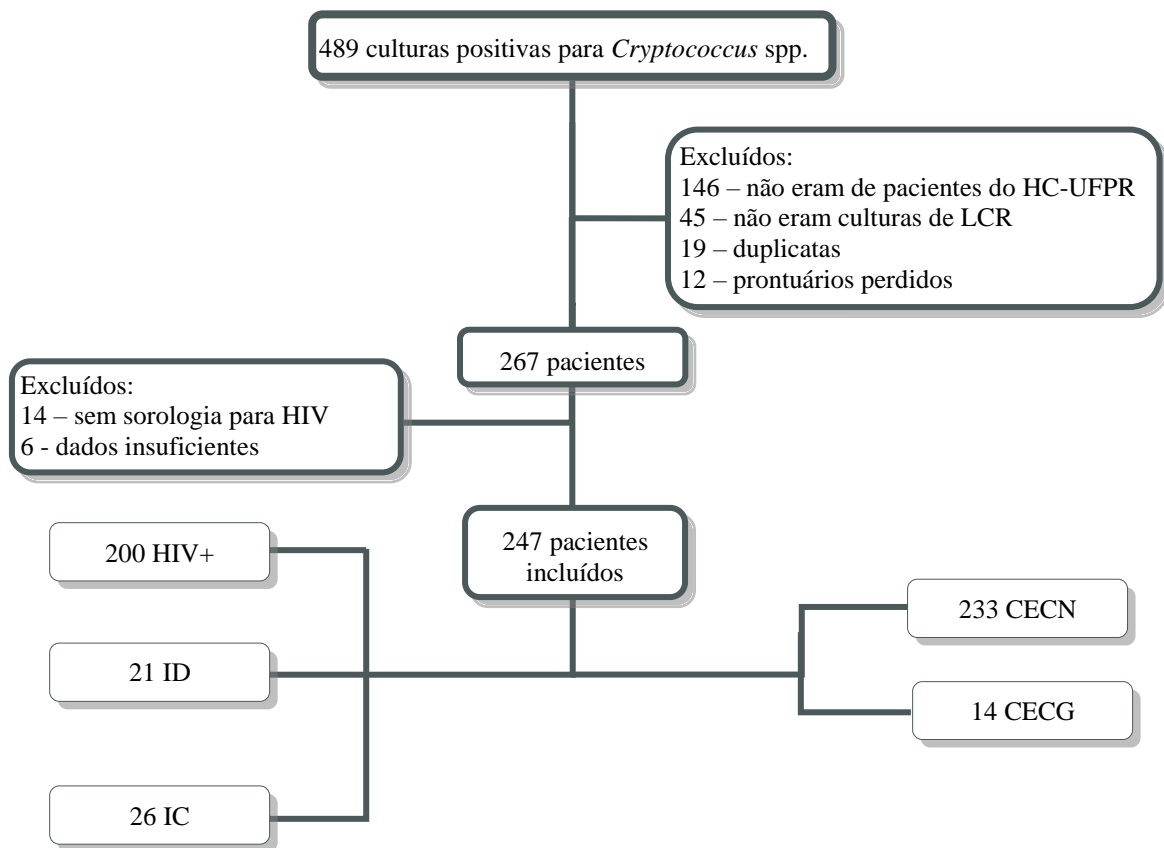 489 culturas positivas para Cryptococcus spp.
Excluídos:
146 – não eram de pacientes do HC-UFPR
45 – não eram culturas de LCR
19 – duplicatas
12 – prontuários perdidos
267 pacientes
Excluídos:
14 – sem sorologia para HIV
6 - dados insuficientes
247 pacientes
incluídos
200 HIV+
21 ID
26 IC
233 CECN
14 CECG